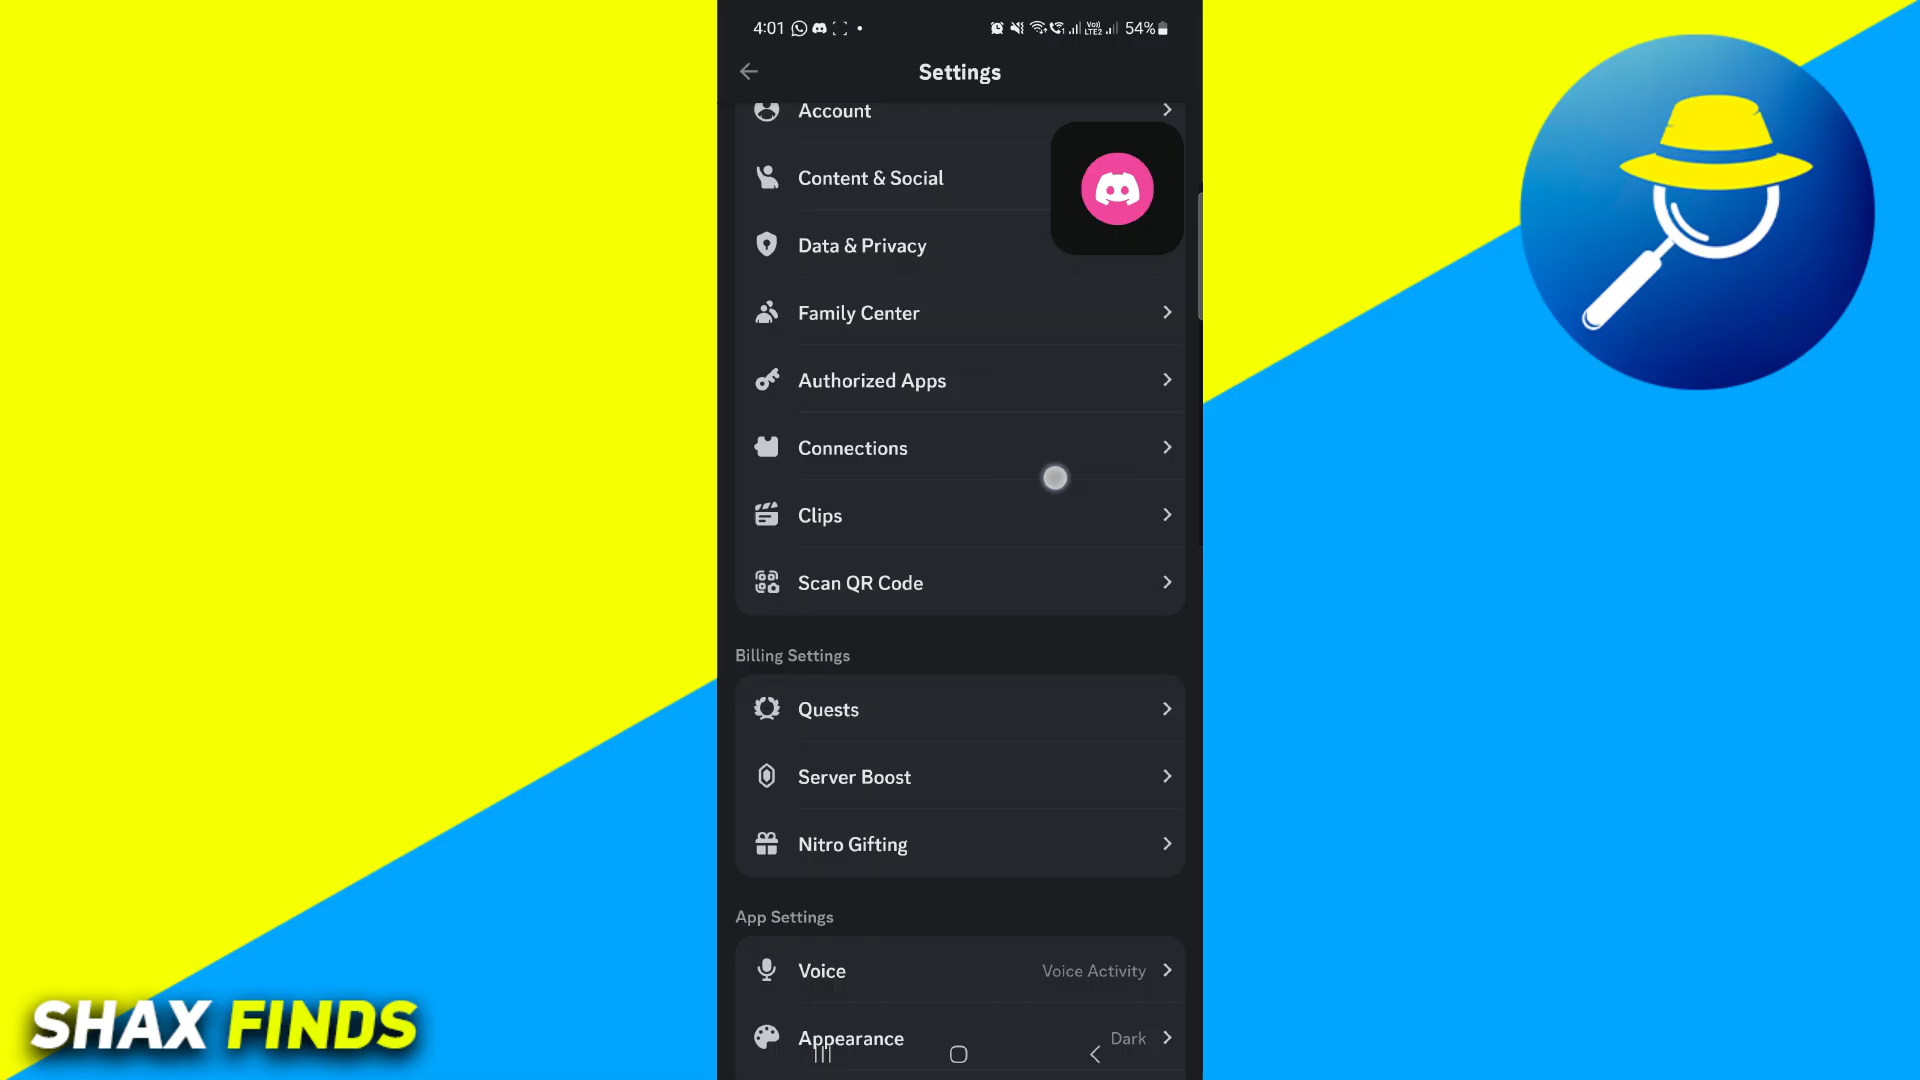 4:01
54%
Settings
Account
Content & Social
Data & Privacy
Family Center
Authorized Apps
Connections
Clips
Scan QR Code
Billing Settings
Quests
Server Boost
Nitro Gifting
App Settings
Voice Voice Activity
Appearance Dark
SHAX FINDS